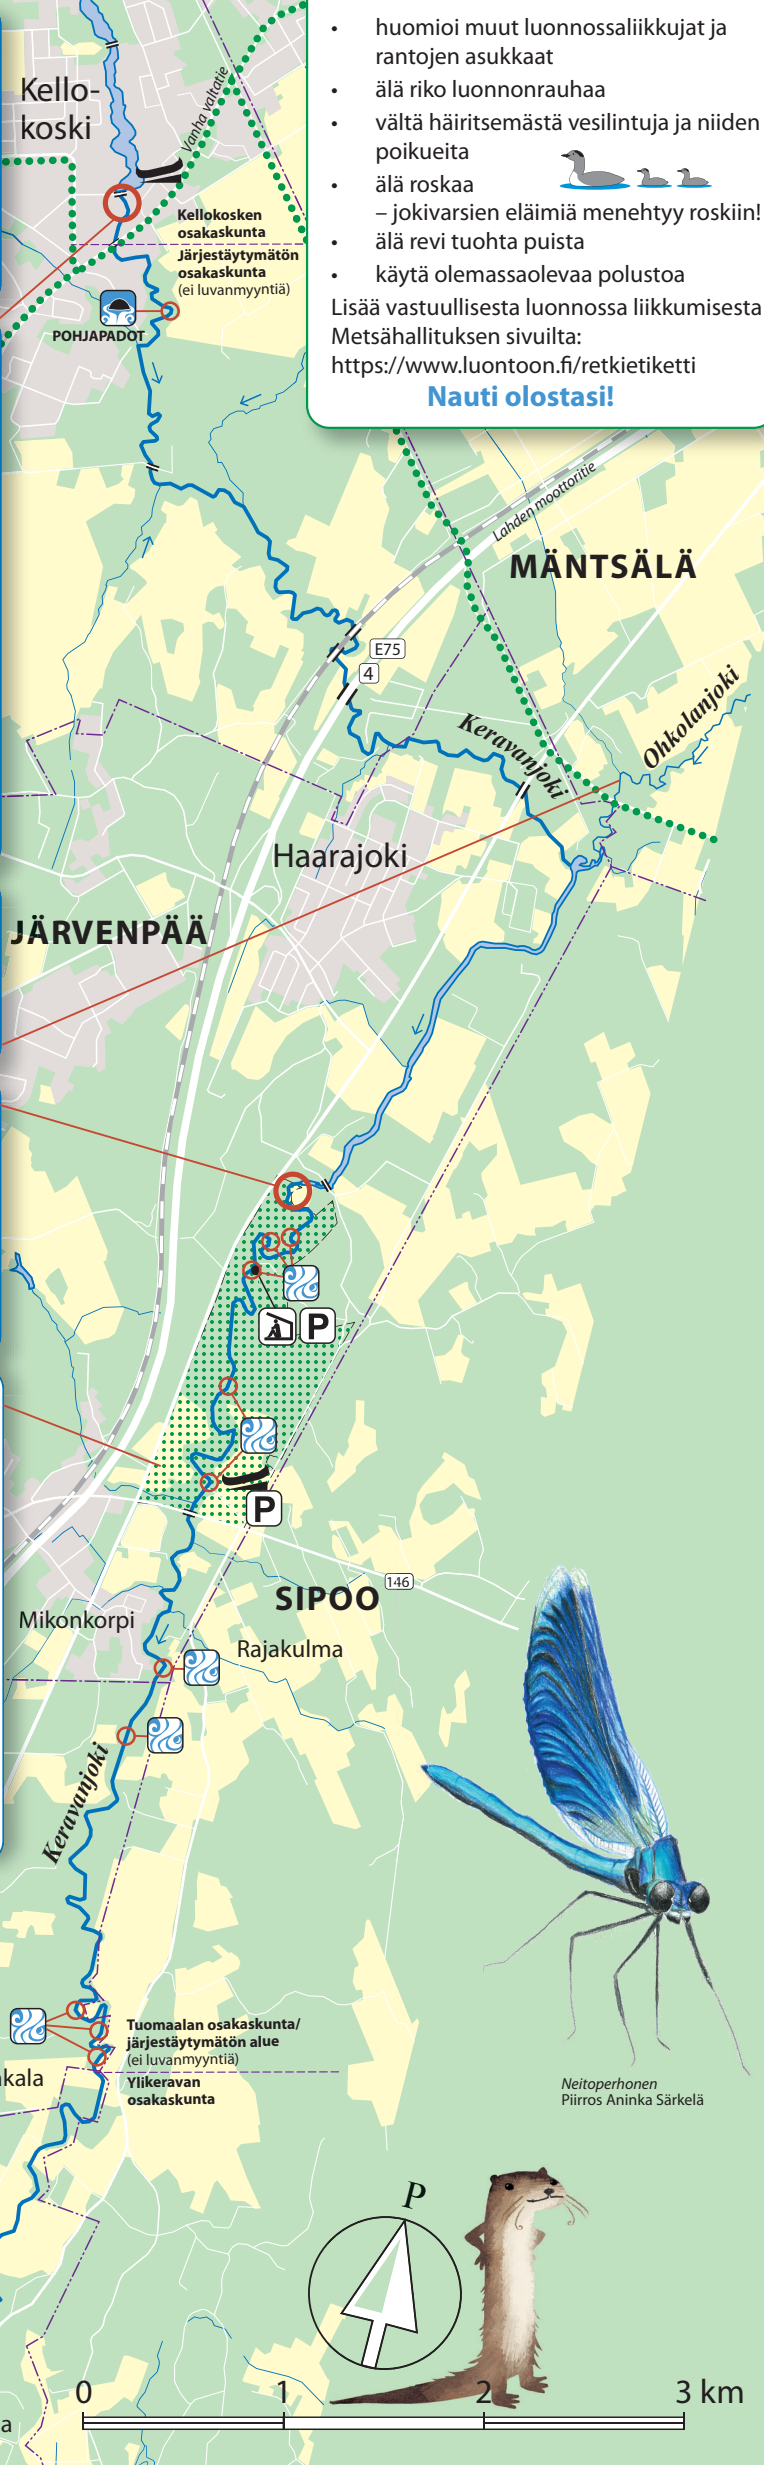 • huomioi muut luonnossaliikkujat ja
rantojen asukkaat
• älä riko luonnonrauhaa
• vältä häiritsemästä vesilintuja ja niiden
poikueita
• älä roskaa
– jokivarsien eläimiä menehtyy roskiin!
• älä revi tuohta puista
• käytä olemassaolevaa polustoa
Lisää vastuullisesta luonnossa liikkumisesta
Metsähallituksen sivuilta:
https://www.luontoon.fi/retkietiketti
Nauti olostasi!
Kello-
koski
Vanha valtatie
Kellokosken
osakaskunta
Järjestäytymätön
osakaskunta
(ei luvanmyyntiä)
POHJAPADOT
Lahden moottoritie
MÄNTSÄLÄ
E75
4
Keravanjoki
Ohkolanjoki
Haarajoki
JÄRVENPÄÄ
P
P
SIPOO
146
Mikonkorpi
Rajakulma
Keravanjoki
Tuomaalan osakaskunta/
järjestäytymätön alue
(ei luvanmyyntiä)
kala
Ylikeravan
osakaskunta
Neitoperhonen
Piirros Aninka Särkelä
P
0 1 2 3 km
a